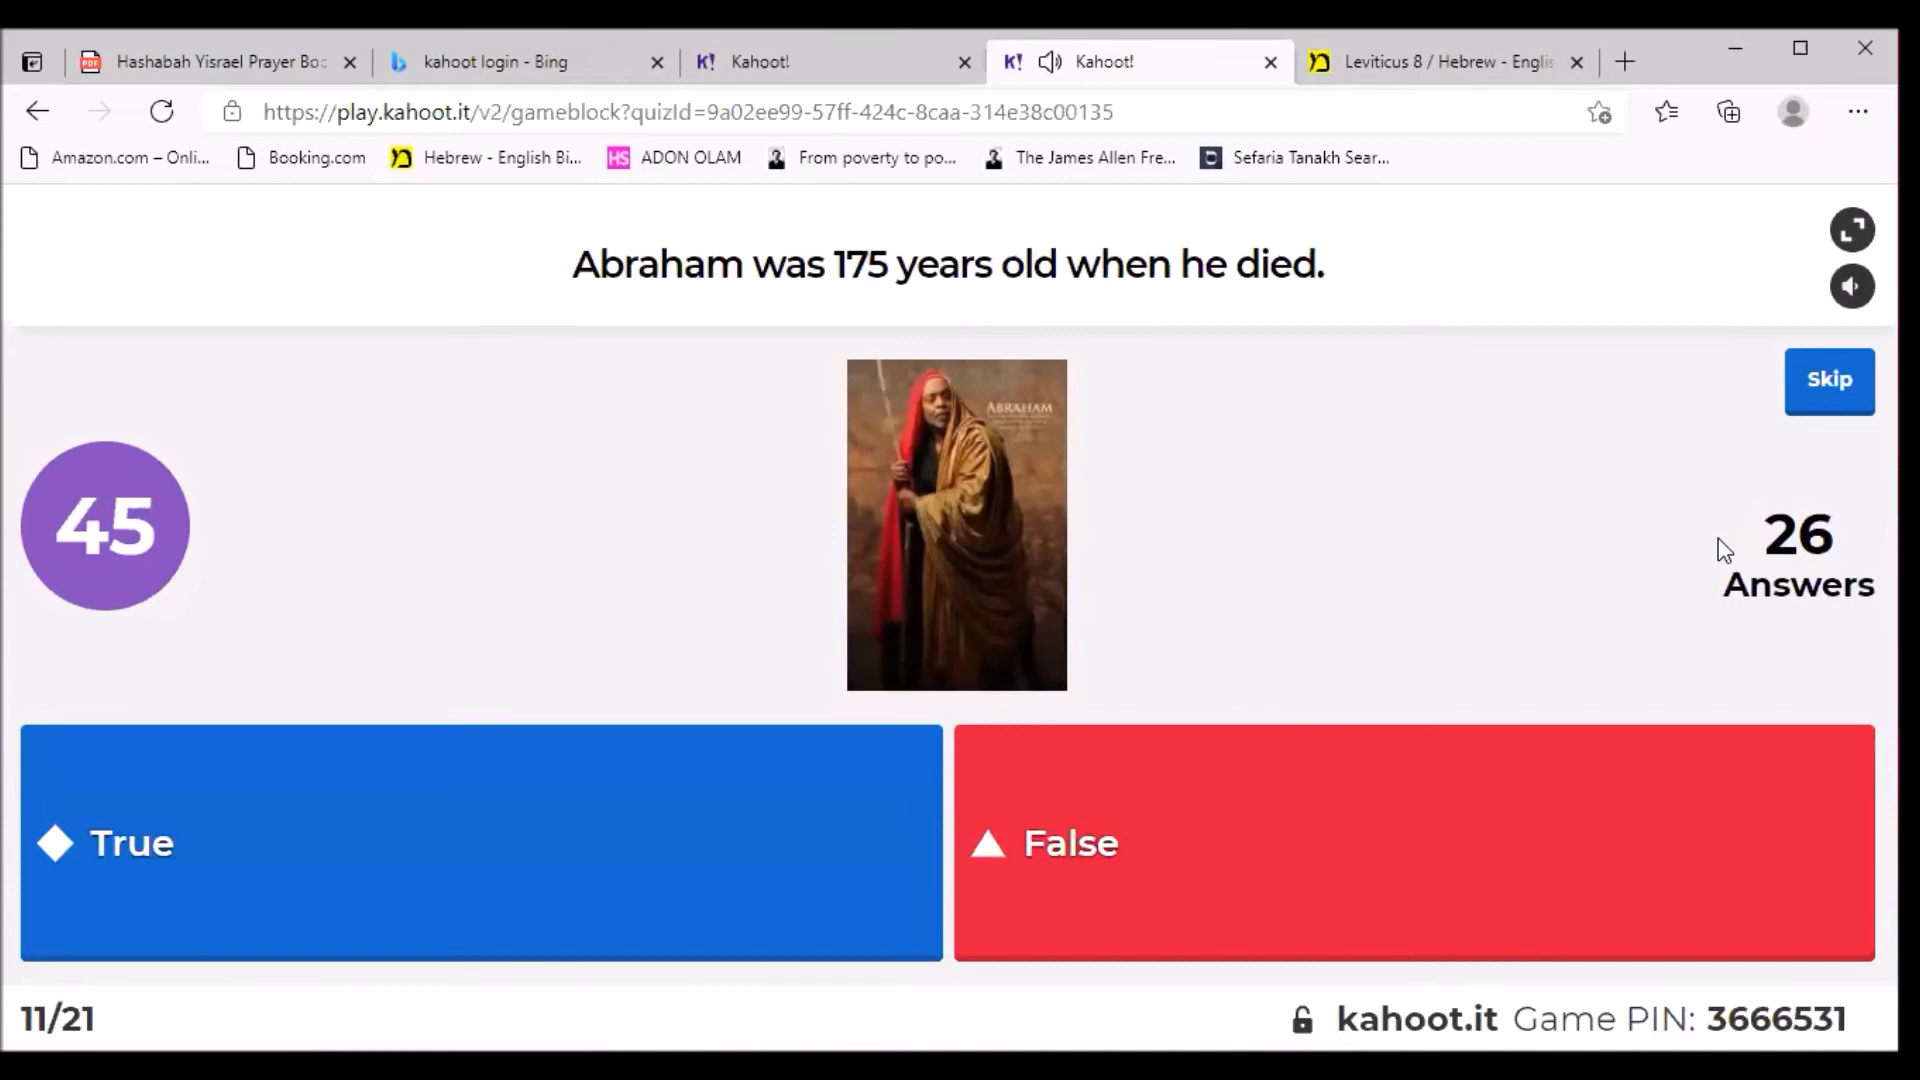 Hashabah Yisrael Prayer Boo
kahoot login - Bing
K! Kahoot!
K! Kahoot!
Leviticus 8 / Hebrew - Englis
https://play.kahoot.it/v2/gameblock?quizId=9a02ee99-57ff-424c-8caa-314e38c00135
Amazon.com – Onli...
Booking.com
Hebrew - English Bi...
HS ADON OLAM
From poverty to po...
The James Allen Fre...
Sefaria Tanakh Sear...
Abraham was 175 years old when he died.
Skip
45
ABRAHAM
26
Answers
True
False
11/21
kahoot.it Game PIN: 3666531